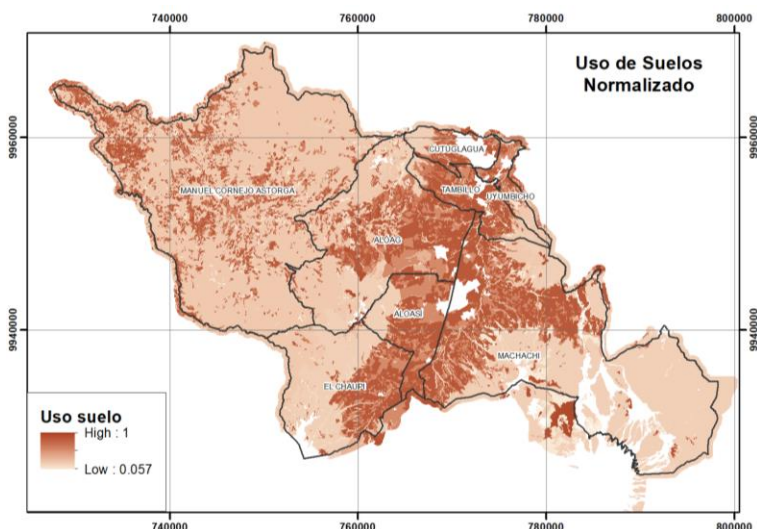 740000 760000 780000 800000
Uso de Suelos
Normalizado
9960000
9960000
CUTUGLAGUA
MANUEL CORNEJO ASTORGA
TAMBILLO
UYUMBICHO
ALOAG
ALOASÍ
9940000
9940000
MACHACHI
EL CHAUPI
Uso suelo
High : 1
Low : 0.057
740000 760000 780000 800000